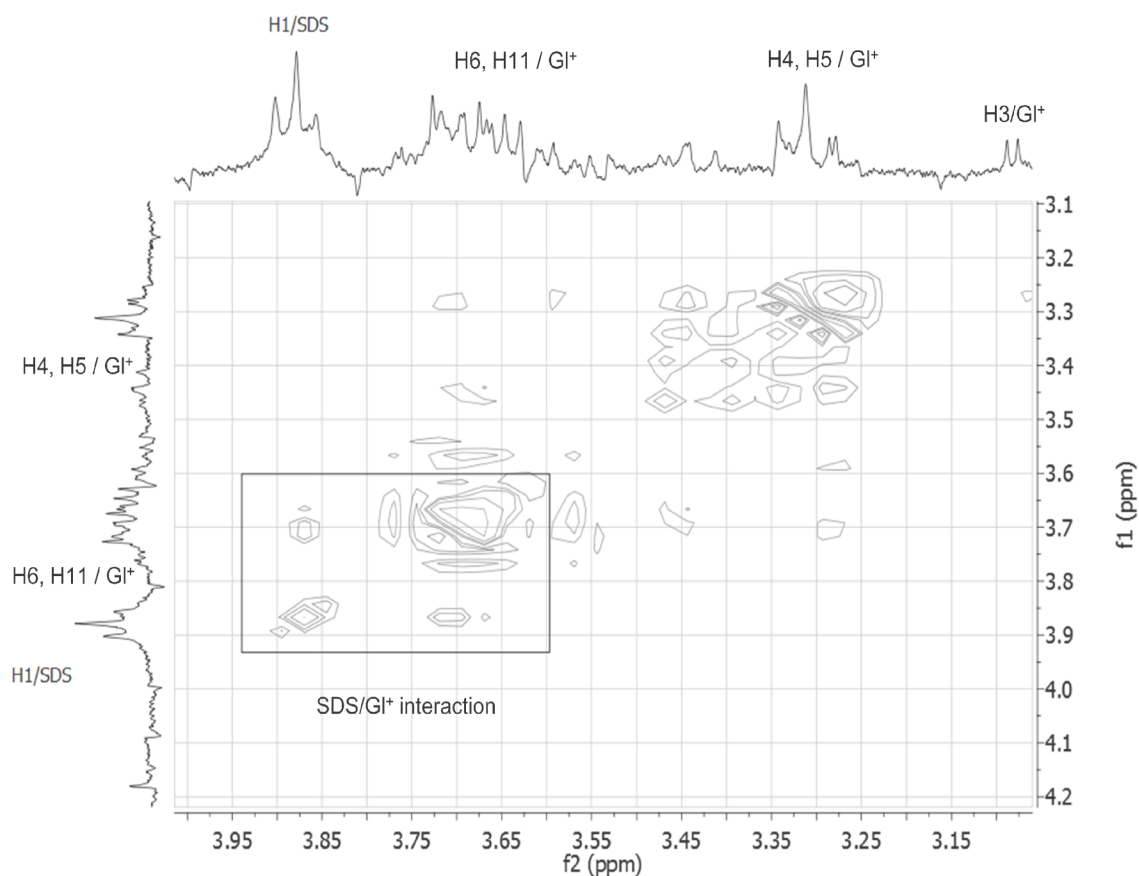 H1/SDS
H6, H11 / Gl⁺
H4, H5 / Gl⁺
H3/Gl⁺
H4, H5 / Gl⁺
H6, H11 / Gl⁺
H1/SDS
3.1
3.2
3.3
3.4
3.5
3.6
3.7
3.8
3.9
4.0
4.1
4.2
f1 (ppm)
SDS/Gl⁺ interaction
3.95 3.85 3.75 3.65 3.55 3.45 3.35 3.25 3.15
f2 (ppm)